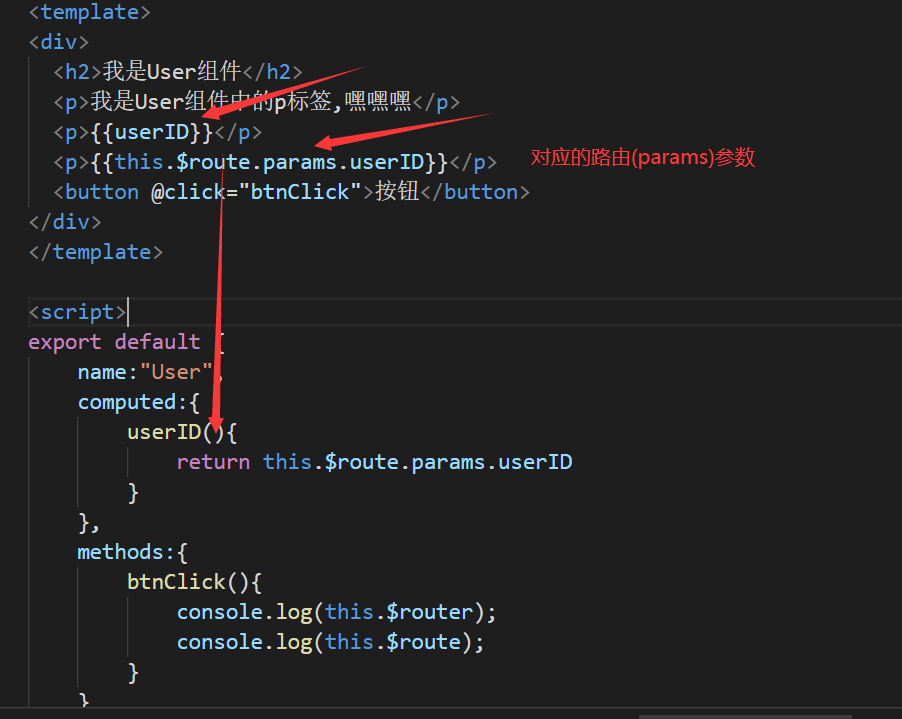 <template>
<div>
<h2>我是User组件</h2>
<p>我是User组件中的p标签,嘿嘿嘿</p>
<p>{{userID}}</p>
<p>{{this.$route.params.userID}}</p> 对应的路由(params)参数
<button @click="btnClick">按钮</button>
</div>
</template>
<script>
export default {
name:"User",
computed:{
userID(){
return this.$route.params.userID
}
},
methods:{
btnClick(){
console.log(this.$router);
console.log(this.$route);
}
}